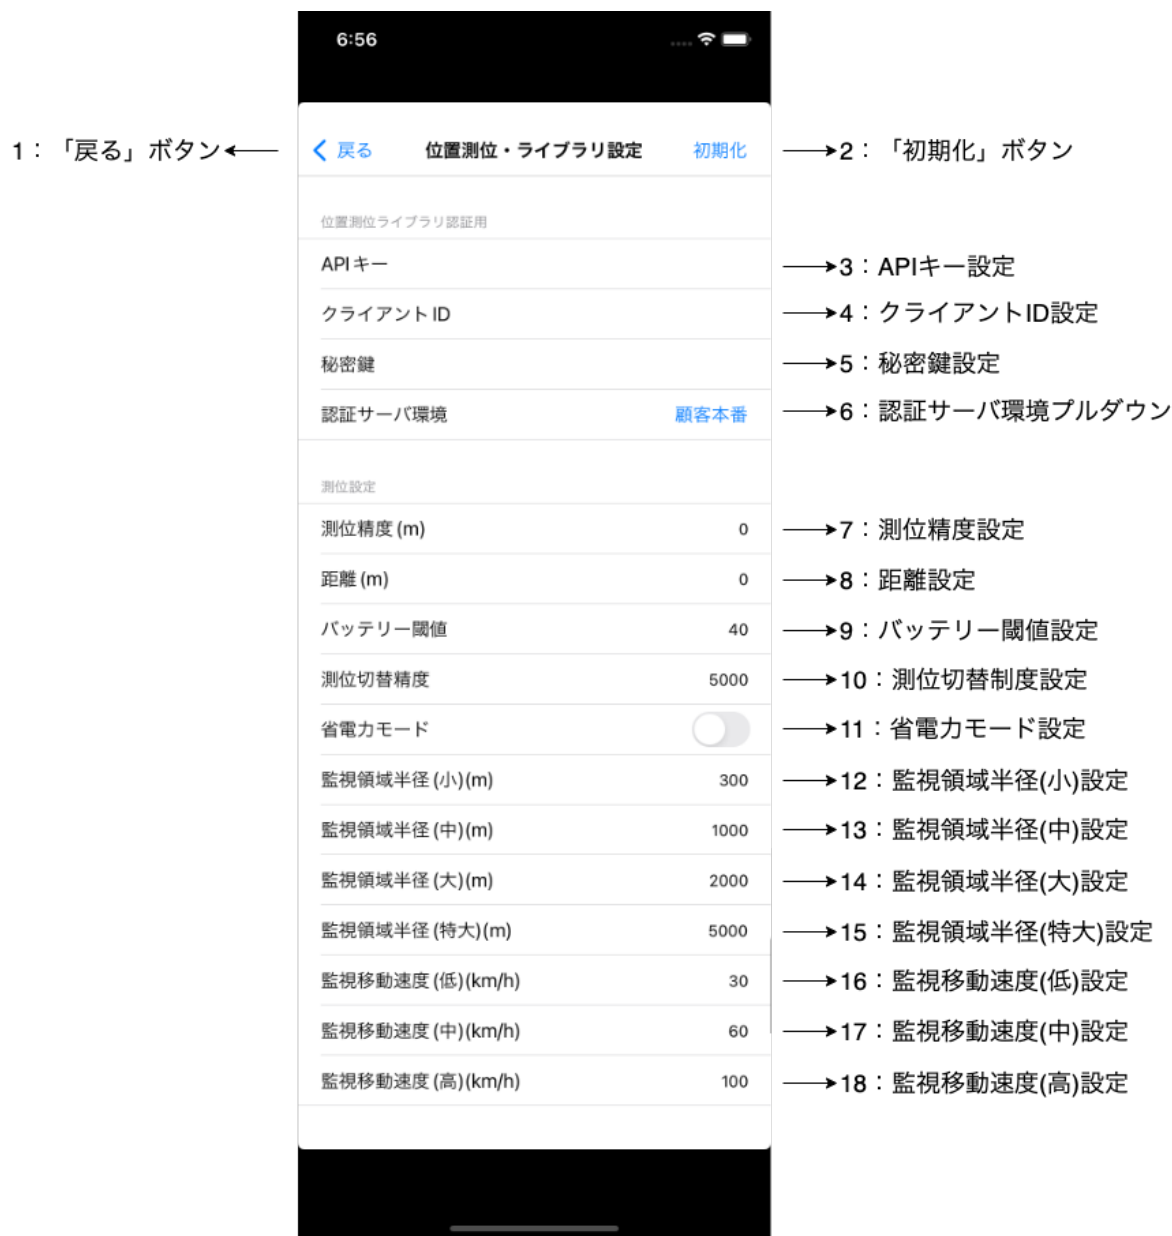 6:56
1：「戻る」ボタン
戻る 位置測位・ライブラリ設定 初期化
2：「初期化」ボタン
位置測位ライブラリ認証用
APIキー
3：APIキー設定
クライアントID
4：クライアントID設定
秘密鍵
5：秘密鍵設定
認証サーバ環境 顧客本番
6：認証サーバ環境プルダウン
測位設定
測位精度(m) 0
7：測位精度設定
距離(m) 0
8：距離設定
バッテリー閾値 40
9：バッテリー閾値設定
測位切替精度 5000
10：測位切替制度設定
省電力モード
11：省電力モード設定
監視領域半径(小)(m) 300
12：監視領域半径(小)設定
監視領域半径(中)(m) 1000
13：監視領域半径(中)設定
監視領域半径(大)(m) 2000
14：監視領域半径(大)設定
監視領域半径(特大)(m) 5000
15：監視領域半径(特大)設定
監視移動速度(低)(km/h) 30
16：監視移動速度(低)設定
監視移動速度(中)(km/h) 60
17：監視移動速度(中)設定
監視移動速度(高)(km/h) 100
18：監視移動速度(高)設定